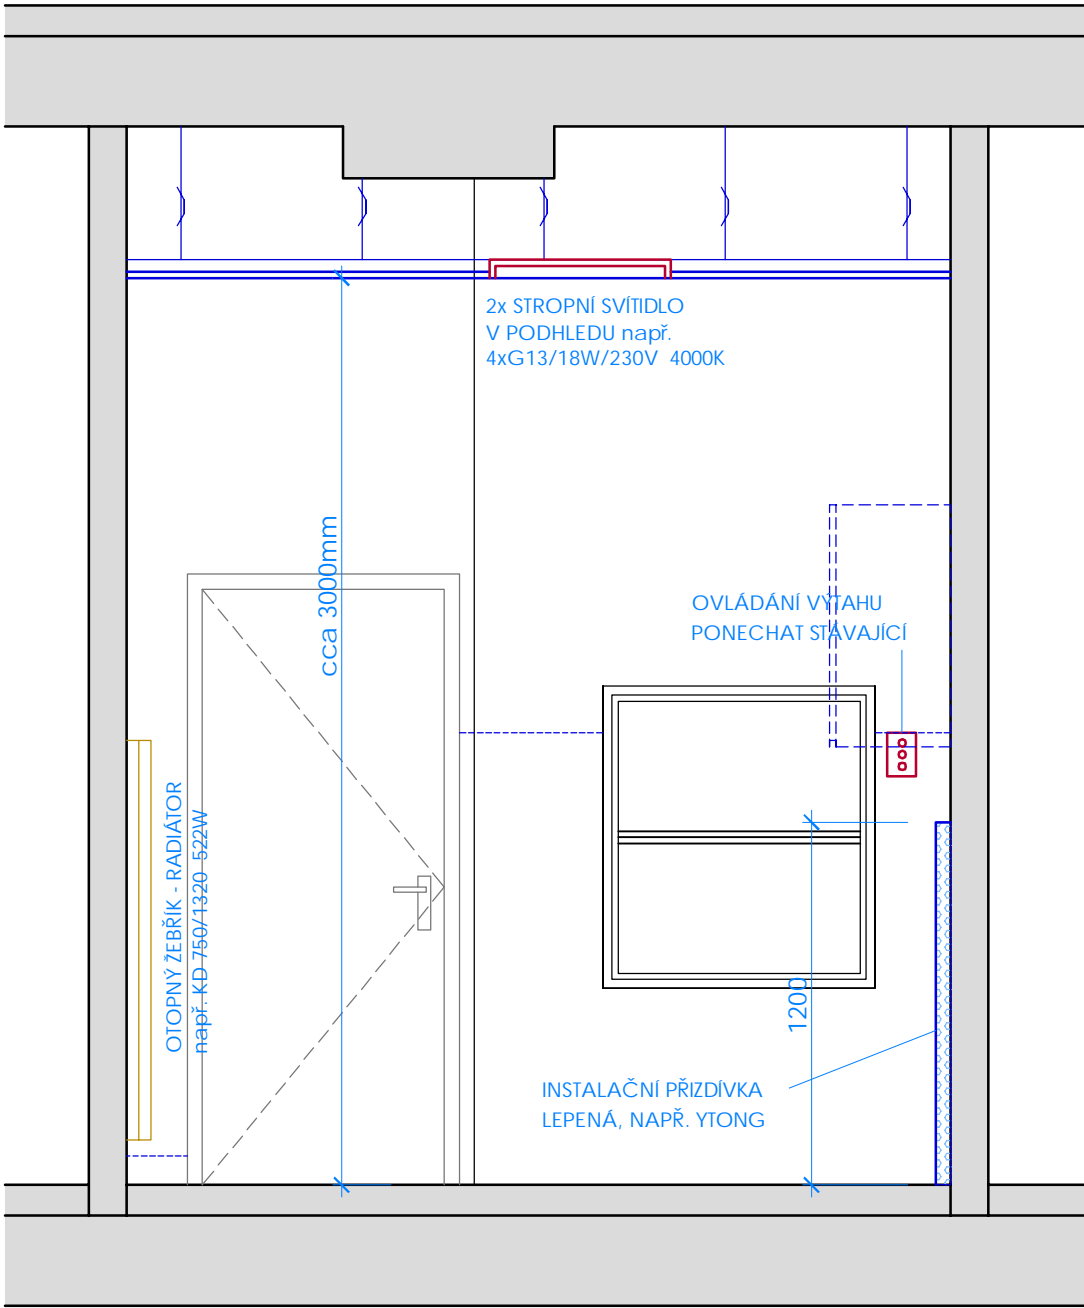 2x STROPNÍ SVÍTIDLO
V PODHLEDU např.
4xG13/18W/230V 4000K
cca 3000mm
OVLÁDÁNÍ VÝTAHU
PONECHAT STÁVAJÍCÍ
OTOPNÝ ŽEBŘÍK - RADIÁTOR
např. KD 750/1320 522W
1200
INSTALAČNÍ PŘIZDÍVKA
LEPENÁ, NAPŘ. YTONG